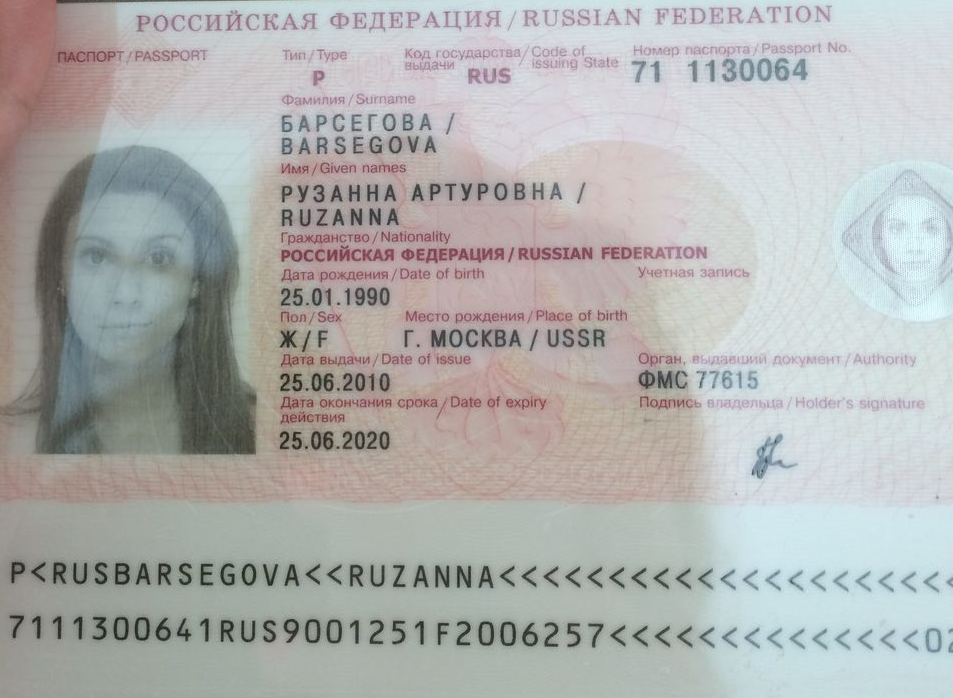 РОССИЙСКАЯ ФЕДЕРАЦИЯ / RUSSIAN FEDERATION
ПАСПОРТ / PASSPORT
Тип / Type
Код государства / Code of
выдачи issuing State
Номер паспорта / Passport No.
P
RUS
71 1130064
Фамилия / Surname
БАРСЕГОВА /
BARSEGOVA
Имя / Given names
РУЗАННА АРТУРОВНА /
RUZANNA
Гражданство / Nationality
РОССИЙСКАЯ ФЕДЕРАЦИЯ / RUSSIAN FEDERATION
Дата рождения / Date of birth
Учетная запись
25.01.1990
Пол / Sex
Место рождения / Place of birth
Ж / F
Г. МОСКВА / USSR
Дата выдачи / Date of issue
Орган, выдавший документ / Authority
25.06.2010
ФМС 77615
Дата окончания срока / Date of expiry
действия
Подпись владельца / Holder's signature
25.06.2020
P<RUSBARSEGOVA<<RUZANNA<<<<<<<<<<<<<<<<<<<<
7111300641RUS9001251F2006257<<<<<<<<<<<<<<02